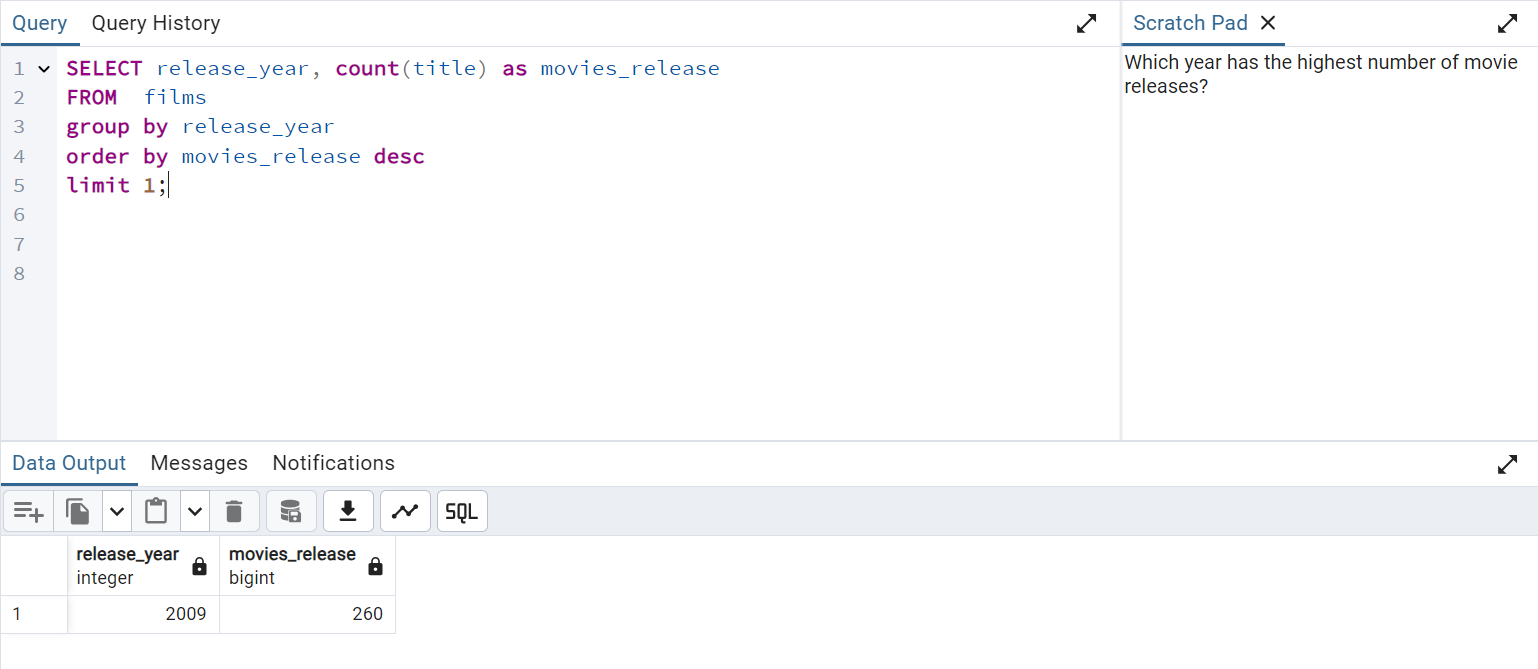 Query Query History
Scratch Pad
1 SELECT release_year, count(title) as movies_release
2 FROM  films
3 group by release_year
4 order by movies_release desc
5 limit 1;
6
7
8
Which year has the highest number of movie
releases?
Data Output Messages Notifications
SQL
release_year movies_release
integer bigint
1 2009 260